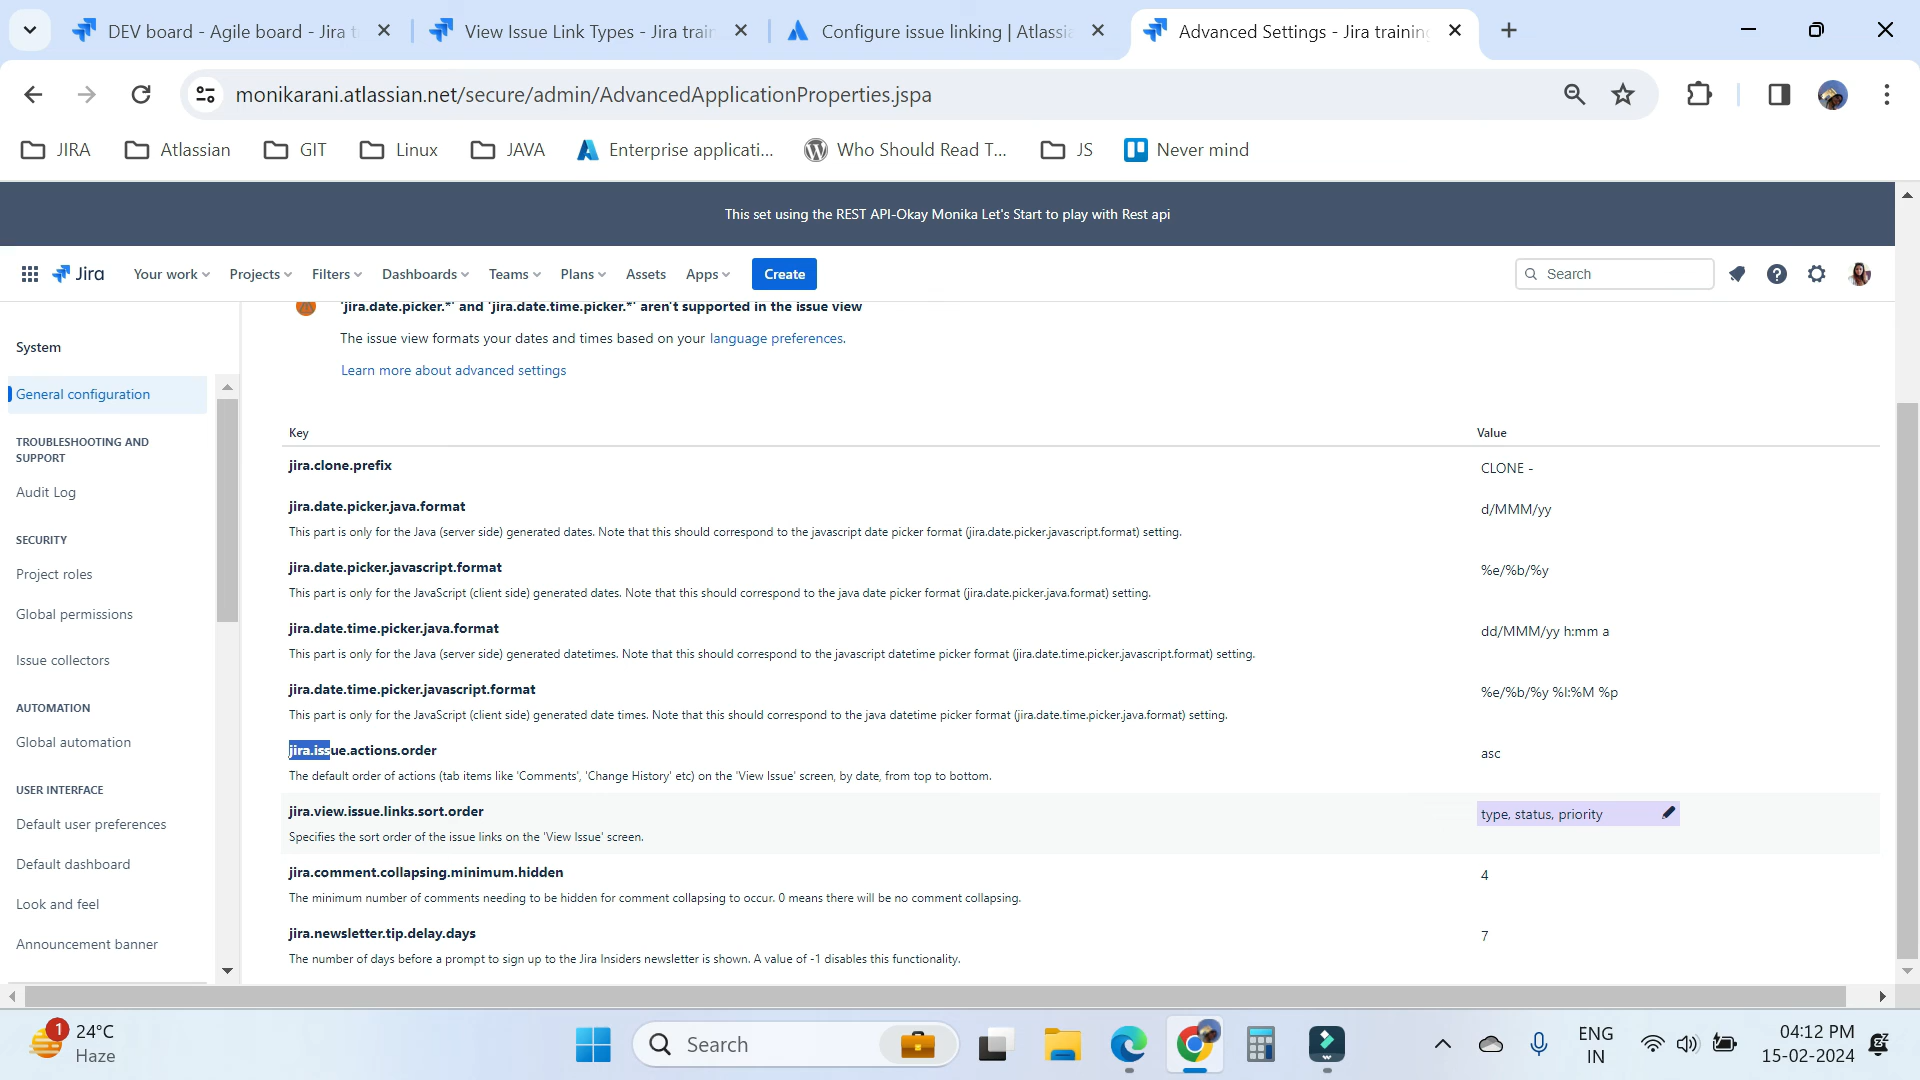 DEV board - Agile board - Jira t
View Issue Link Types - Jira train
Configure issue linking | Atlassia
Advanced Settings - Jira training
monikarani.atlassian.net/secure/admin/AdvancedApplicationProperties.jspa
JIRA
Atlassian
GIT
Linux
JAVA
Enterprise applicati...
Who Should Read T...
JS
Never mind
This set using the REST API-Okay Monika Let's Start to play with Rest api
Jira
Your work
Projects
Filters
Dashboards
Teams
Plans
Assets
Apps
Create
Search
'jira.date.picker.*' and 'jira.date.time.picker.*' aren't supported in the issue view
The issue view formats your dates and times based on your language preferences.
Learn more about advanced settings
System
General configuration
TROUBLESHOOTING AND
SUPPORT
Audit Log
SECURITY
Project roles
Global permissions
Issue collectors
AUTOMATION
Global automation
USER INTERFACE
Default user preferences
Default dashboard
Look and feel
Announcement banner
Key Value
jira.clone.prefix CLONE -
jira.date.picker.java.format d/MMM/yy
This part is only for the Java (server side) generated dates. Note that this should correspond to the javascript date picker format (jira.date.picker.javascript.format) setting.
jira.date.picker.javascript.format %e/%b/%y
This part is only for the JavaScript (client side) generated dates. Note that this should correspond to the java date picker format (jira.date.picker.java.format) setting.
jira.date.time.picker.java.format dd/MMM/yy h:mm a
This part is only for the Java (server side) generated datetimes. Note that this should correspond to the javascript datetime picker format (jira.date.time.picker.javascript.format) setting.
jira.date.time.picker.javascript.format %e/%b/%y %I:%M %p
This part is only for the JavaScript (client side) generated date times. Note that this should correspond to the java datetime picker format (jira.date.time.picker.java.format) setting.
jira.issue.actions.order asc
The default order of actions (tab items like 'Comments', 'Change History' etc) on the 'View Issue' screen, by date, from top to bottom.
jira.view.issue.links.sort.order type, status, priority
Specifies the sort order of the issue links on the 'View Issue' screen.
jira.comment.collapsing.minimum.hidden 4
The minimum number of comments needing to be hidden for comment collapsing to occur. 0 means there will be no comment collapsing.
jira.newsletter.tip.delay.days 7
The number of days before a prompt to sign up to the Jira Insiders newsletter is shown. A value of -1 disables this functionality.
1
24°C
Haze
Search
ENG
IN
04:12 PM
15-02-2024